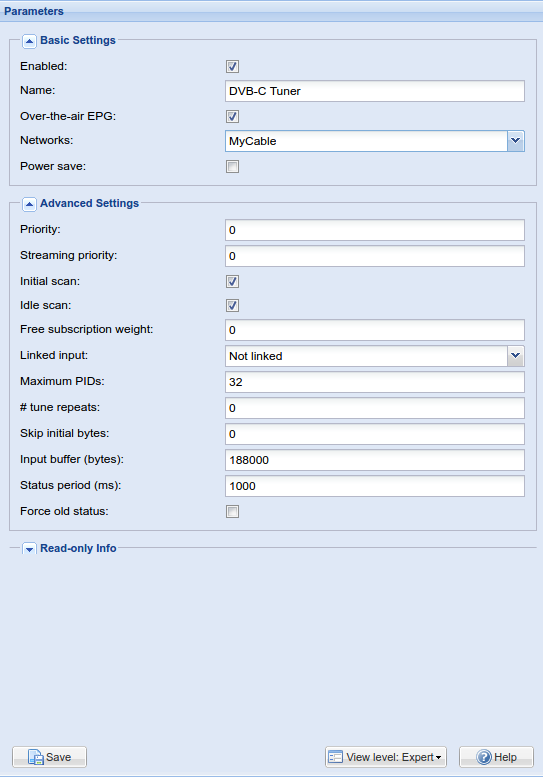 Parameters
Basic Settings
Enabled:
Name: DVB-C Tuner
Over-the-air EPG:
Networks: MyCable
Power save:
Advanced Settings
Priority: 0
Streaming priority: 0
Initial scan:
Idle scan:
Free subscription weight: 0
Linked input: Not linked
Maximum PIDs: 32
# tune repeats: 0
Skip initial bytes: 0
Input buffer (bytes): 188000
Status period (ms): 1000
Force old status:
Read-only Info
Save View level: Expert Help